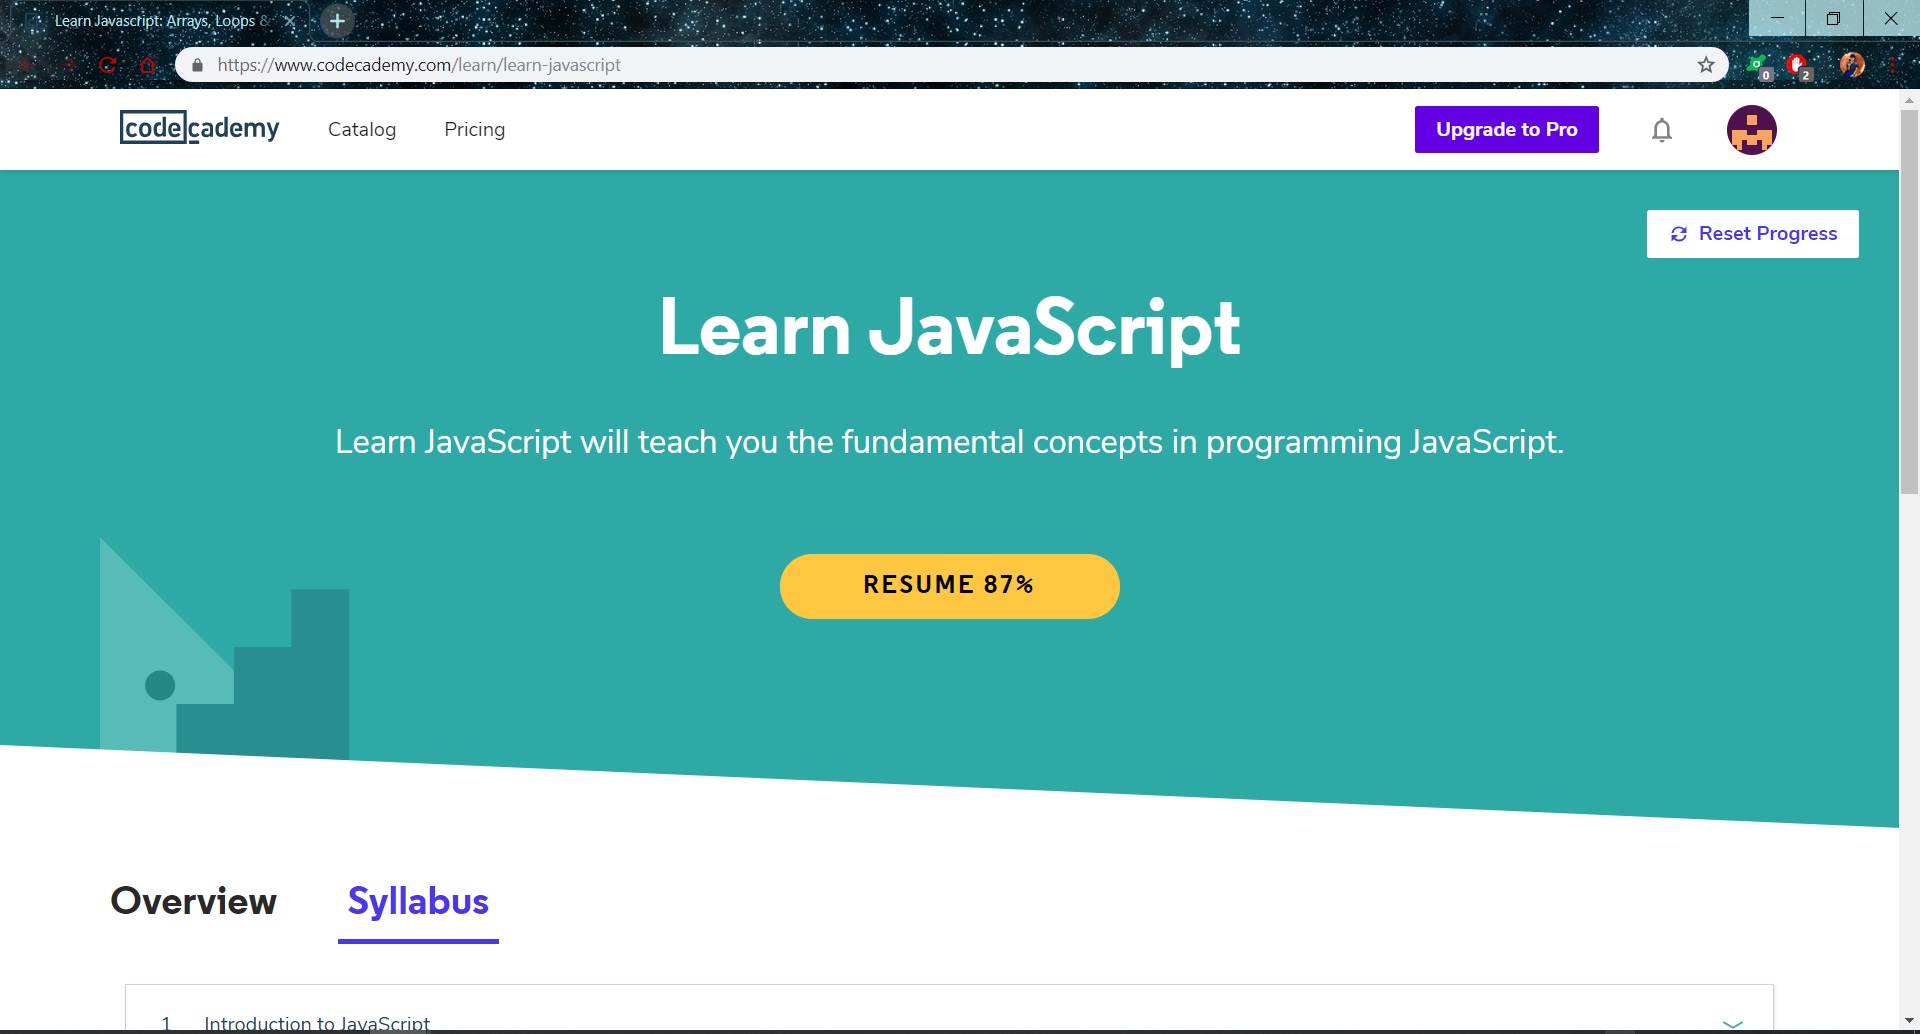 Learn Javascript: Arrays, Loops &
https://www.codecademy.com/learn/learn-javascript
0
2
codecademy
Catalog
Pricing
Upgrade to Pro
Reset Progress
Learn JavaScript
Learn JavaScript will teach you the fundamental concepts in programming JavaScript.
RESUME 87%
Overview
Syllabus
1 Introduction to JavaScript